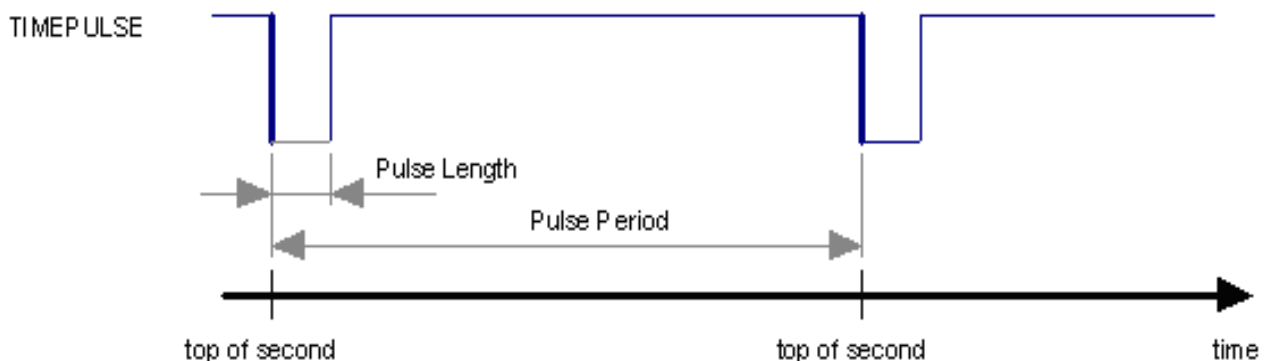 TIMEPULSE
Pulse Length
Pulse Period
top of second
top of second
time